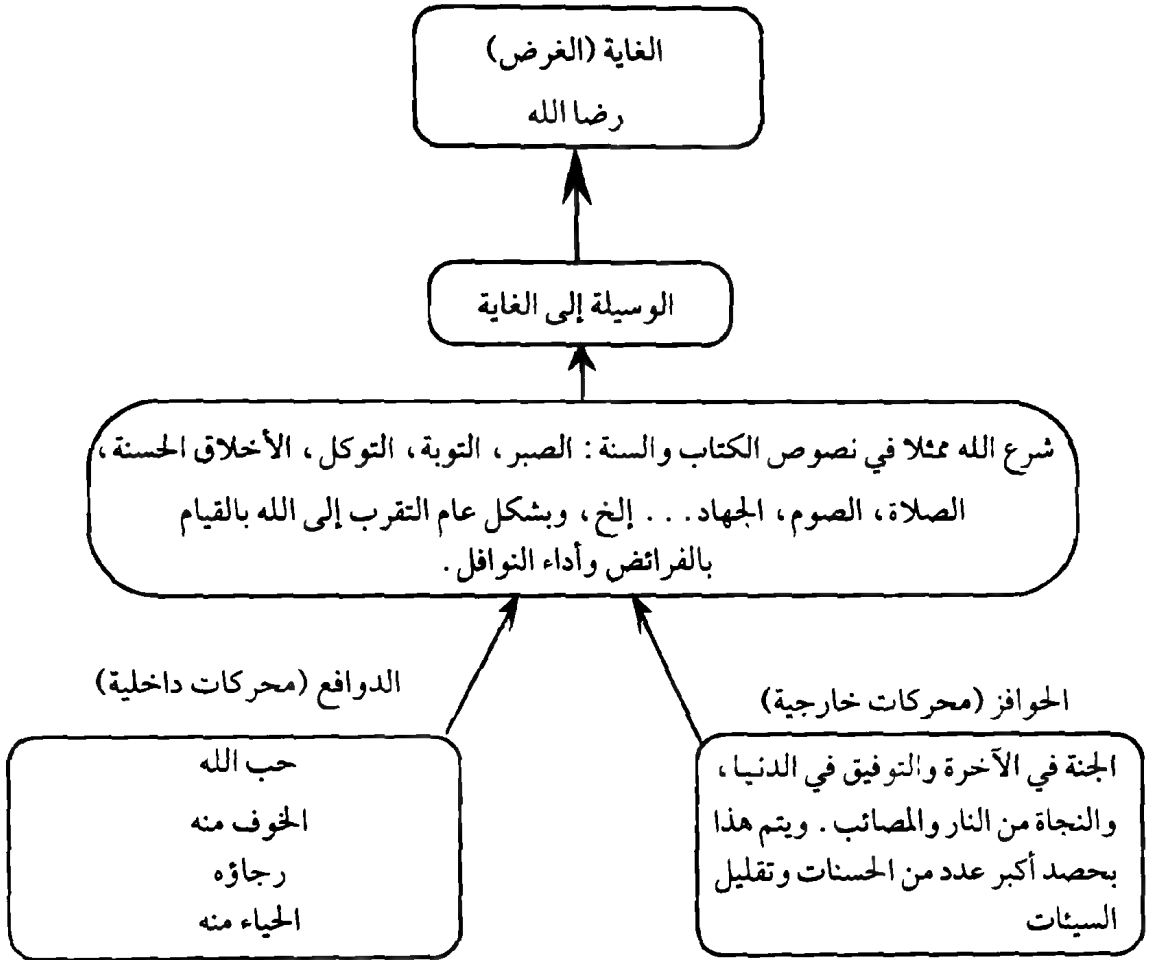 الغاية (الغرض)
رضا الله
الوسيلة إلى الغاية
شرع الله ممثلا في نصوص الكتاب والسنة : الصبر ، التوبة ، التوكل ، الأخلاق الحسنة ،
الصلاة ، الصوم ، الجهاد . . . إلخ ، وبشكل عام التقرب إلى الله بالقيام
بالفرائض وأداء النوافل .
الحوافز (محركات خارجية)
الجنة في الآخرة والتوفيق في الدنيا ،
والنجاة من النار والمصائب . ويتم هذا
بحصد أكبر عدد من الحسنات وتقليل
السيئات
الدوافع (محركات داخلية)
حب الله
الخوف منه
رجاؤه
الحياء منه